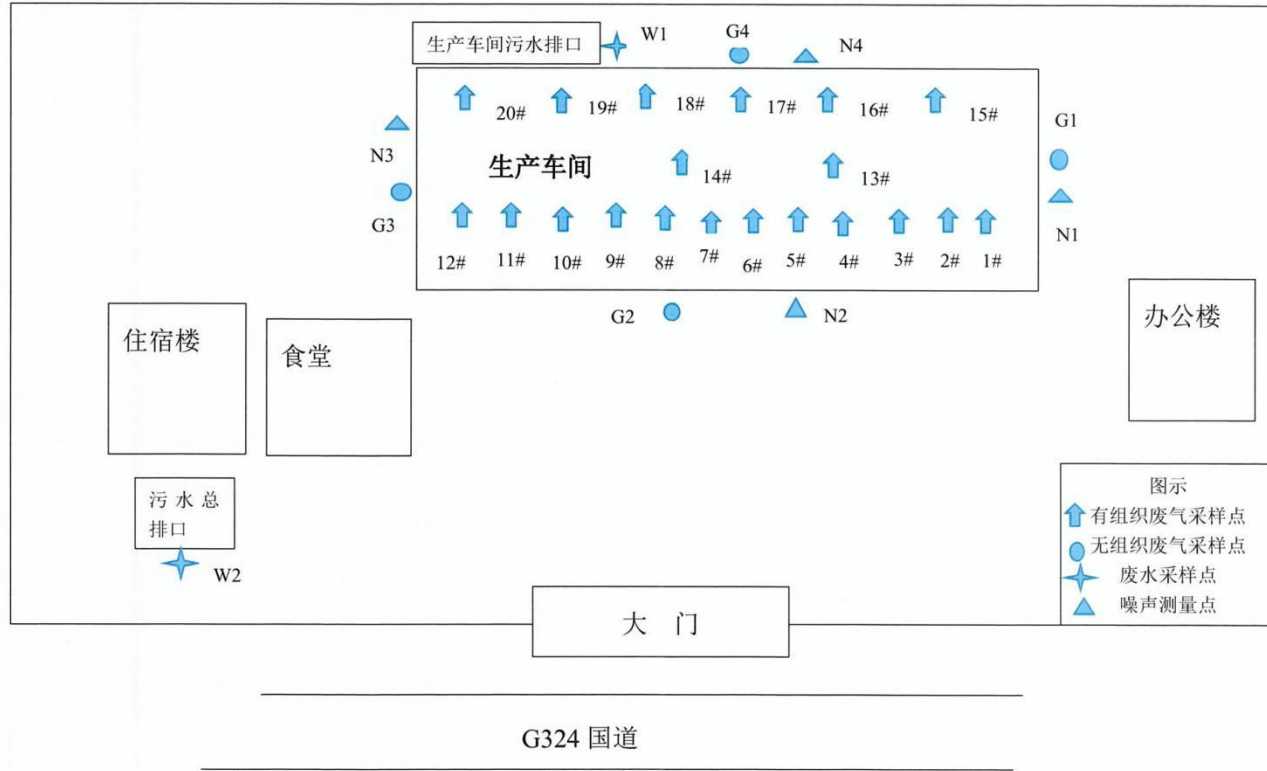 生产车间污水排口
W1
G4
N4
20#
19#
18#
17#
16#
15#
G1
N3
生产车间
14#
13#
G3
N1
12#
11#
10#
9#
8#
7#
6#
5#
4#
3#
2#
1#
G2
N2
住宿楼
食堂
办公楼
污水总
排口
W2
图示
有组织废气采样点
无组织废气采样点
废水采样点
噪声测量点
大 门
G324 国道